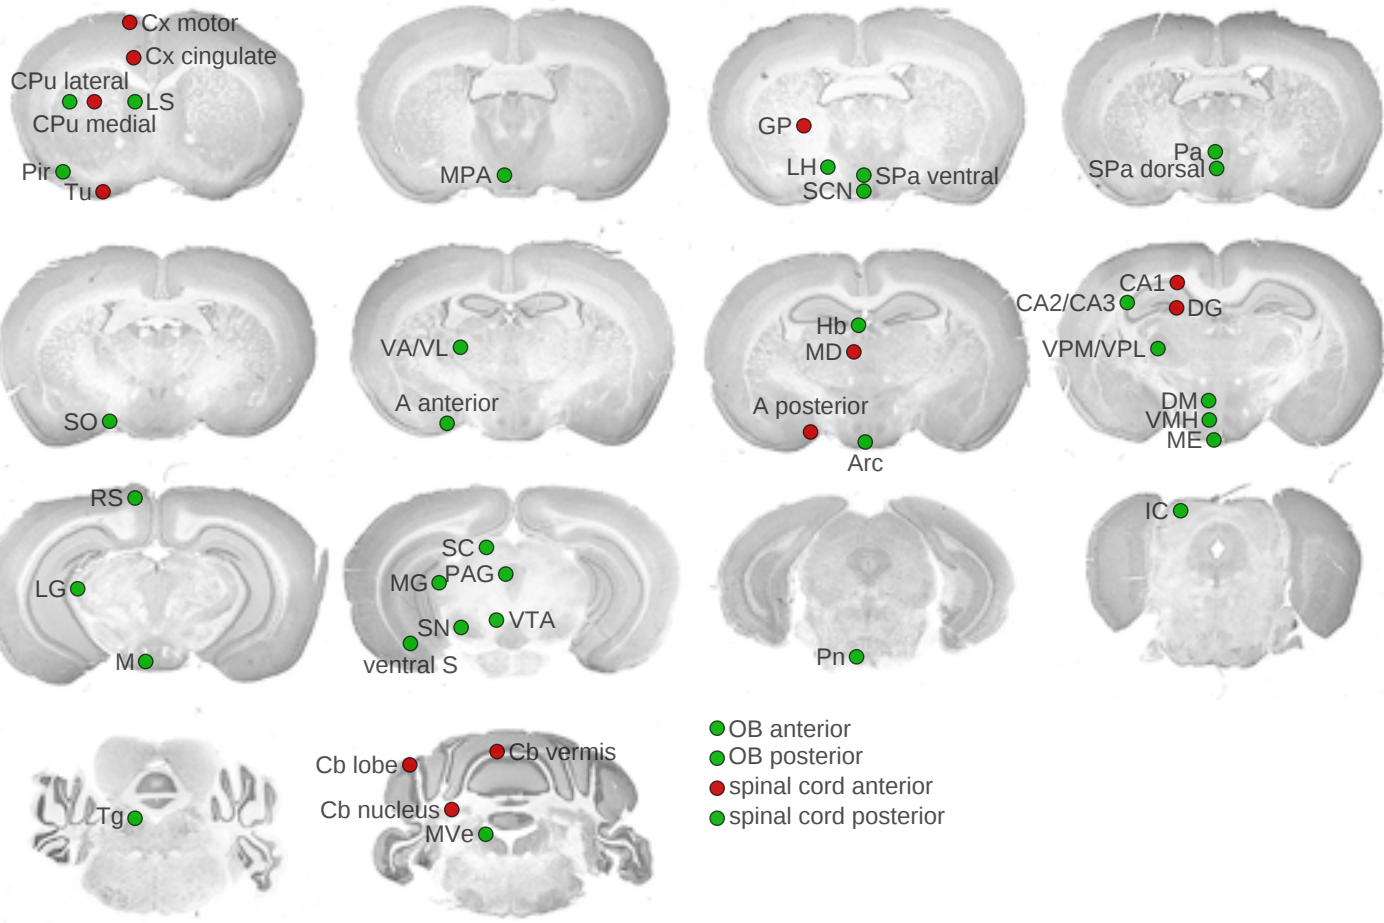 Cx motor
Cx cingulate
CPu lateral
LS
CPu medial
Pir
Tu
MPA
GP
LH
SPa ventral
SCN
Pa
SPa dorsal
SO
VA/VL
A anterior
Hb
MD
A posterior
Arc
CA1
CA2/CA3
DG
VPM/VPL
DM
VMH
ME
RS
LG
M
SC
MG
PAG
SN
VTA
ventral S
Pn
IC
Tg
Cb lobe
Cb vermis
Cb nucleus
MVe
OB anterior
OB posterior
spinal cord anterior
spinal cord posterior